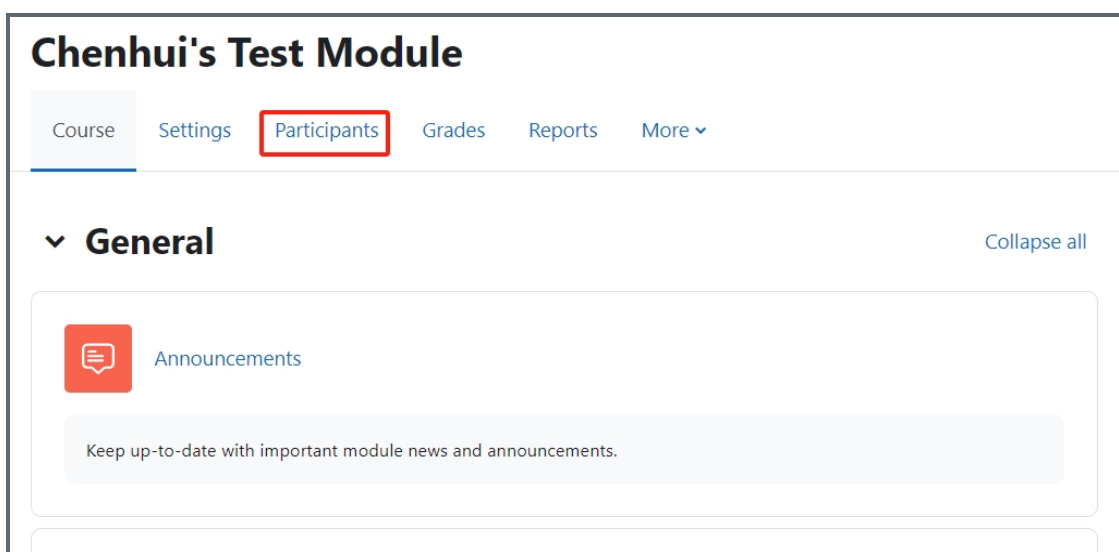 Chenhui's Test Module
Course Settings Participants Grades Reports More
General
Collapse all
Announcements
Keep up-to-date with important module news and announcements.